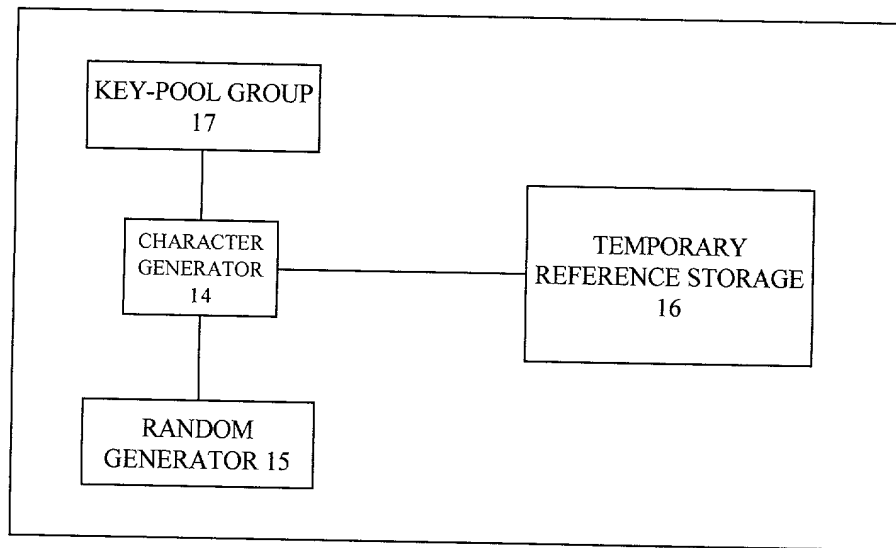 KEY-POOL GROUP
17
CHARACTER
GENERATOR
14
TEMPORARY
REFERENCE STORAGE
16
RANDOM
GENERATOR 15